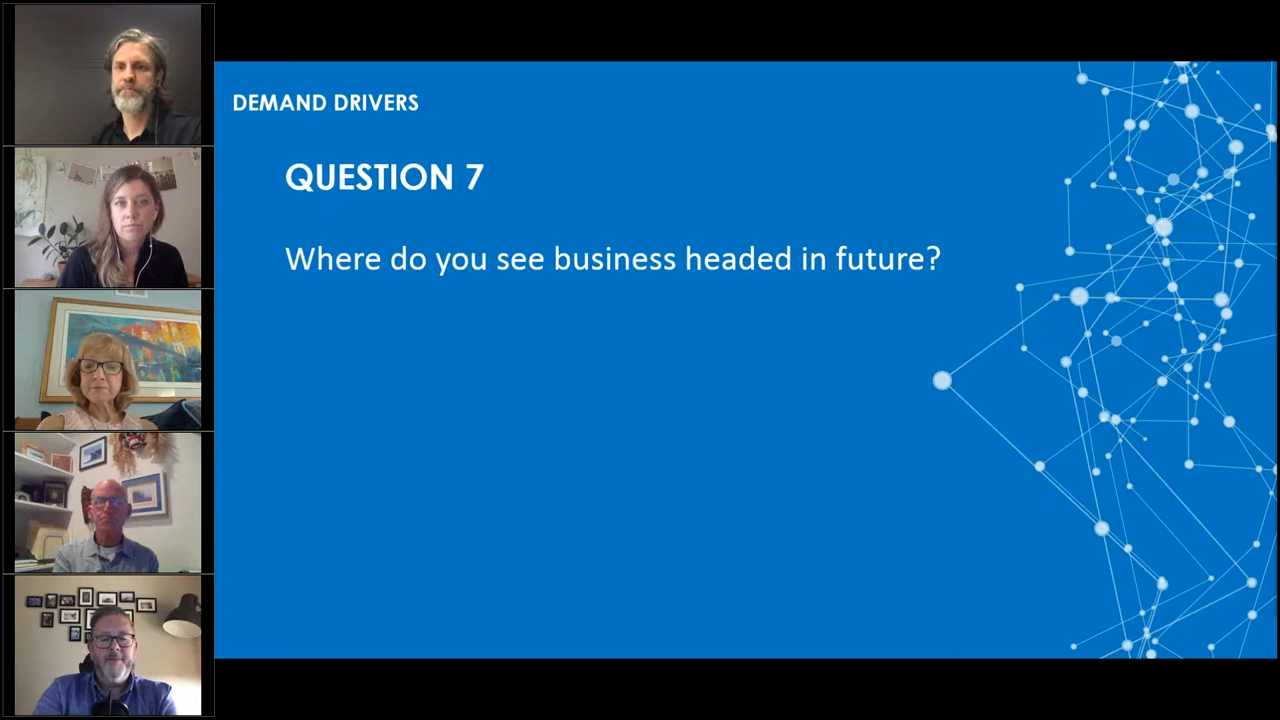 DEMAND DRIVERS
QUESTION 7
Where do you see business headed in future?